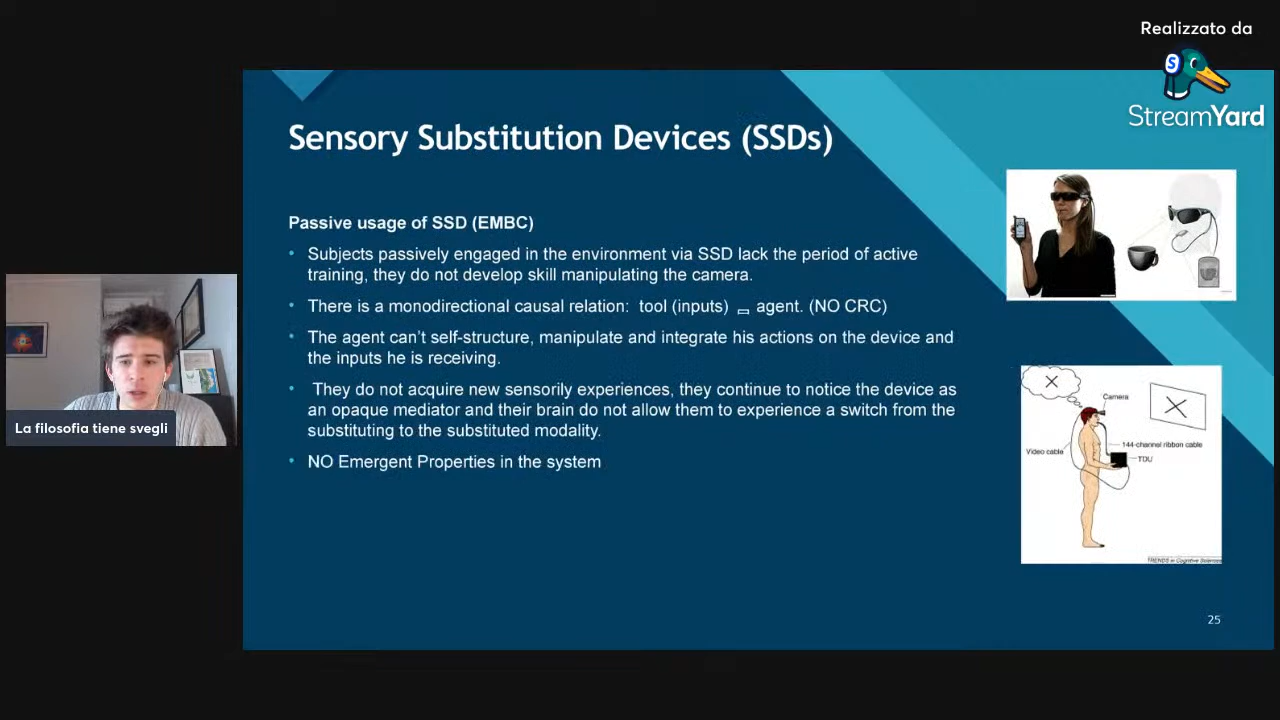 Realizzato da
StreamYard
Sensory Substitution Devices (SSDs)
Passive usage of SSD (EMBC)
• Subjects passively engaged in the environment via SSD lack the period of active
training, they do not develop skill manipulating the camera.
• There is a monodirectional causal relation: tool (inputs) agent. (NO CRC)
• The agent can't self-structure, manipulate and integrate his actions on the device and
the inputs he is receiving.
• They do not acquire new sensorily experiences, they continue to notice the device as
an opaque mediator and their brain do not allow them to experience a switch from the
substituting to the substituted modality.
• NO Emergent Properties in the system
La filosofia tiene svegli
Camera
144-channel ribbon cable
Video cable
TDU
TRENDS in Cognitive Sciences
25